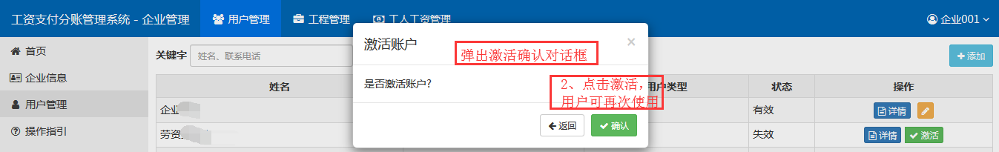 工资支付分账管理系统 - 企业管理 用户管理 工程管理 工人工资管理 企业001
首页
企业信息
用户管理
操作指引
关键字 姓名、联系电话
添加
激活账户 ×
弹出激活确认对话框
是否激活账户?
2、点击激活，
用户可再次使用
返回 确认
姓名 用户类型 状态 操作
企业 有效 详情
劳资 失效 详情 激活